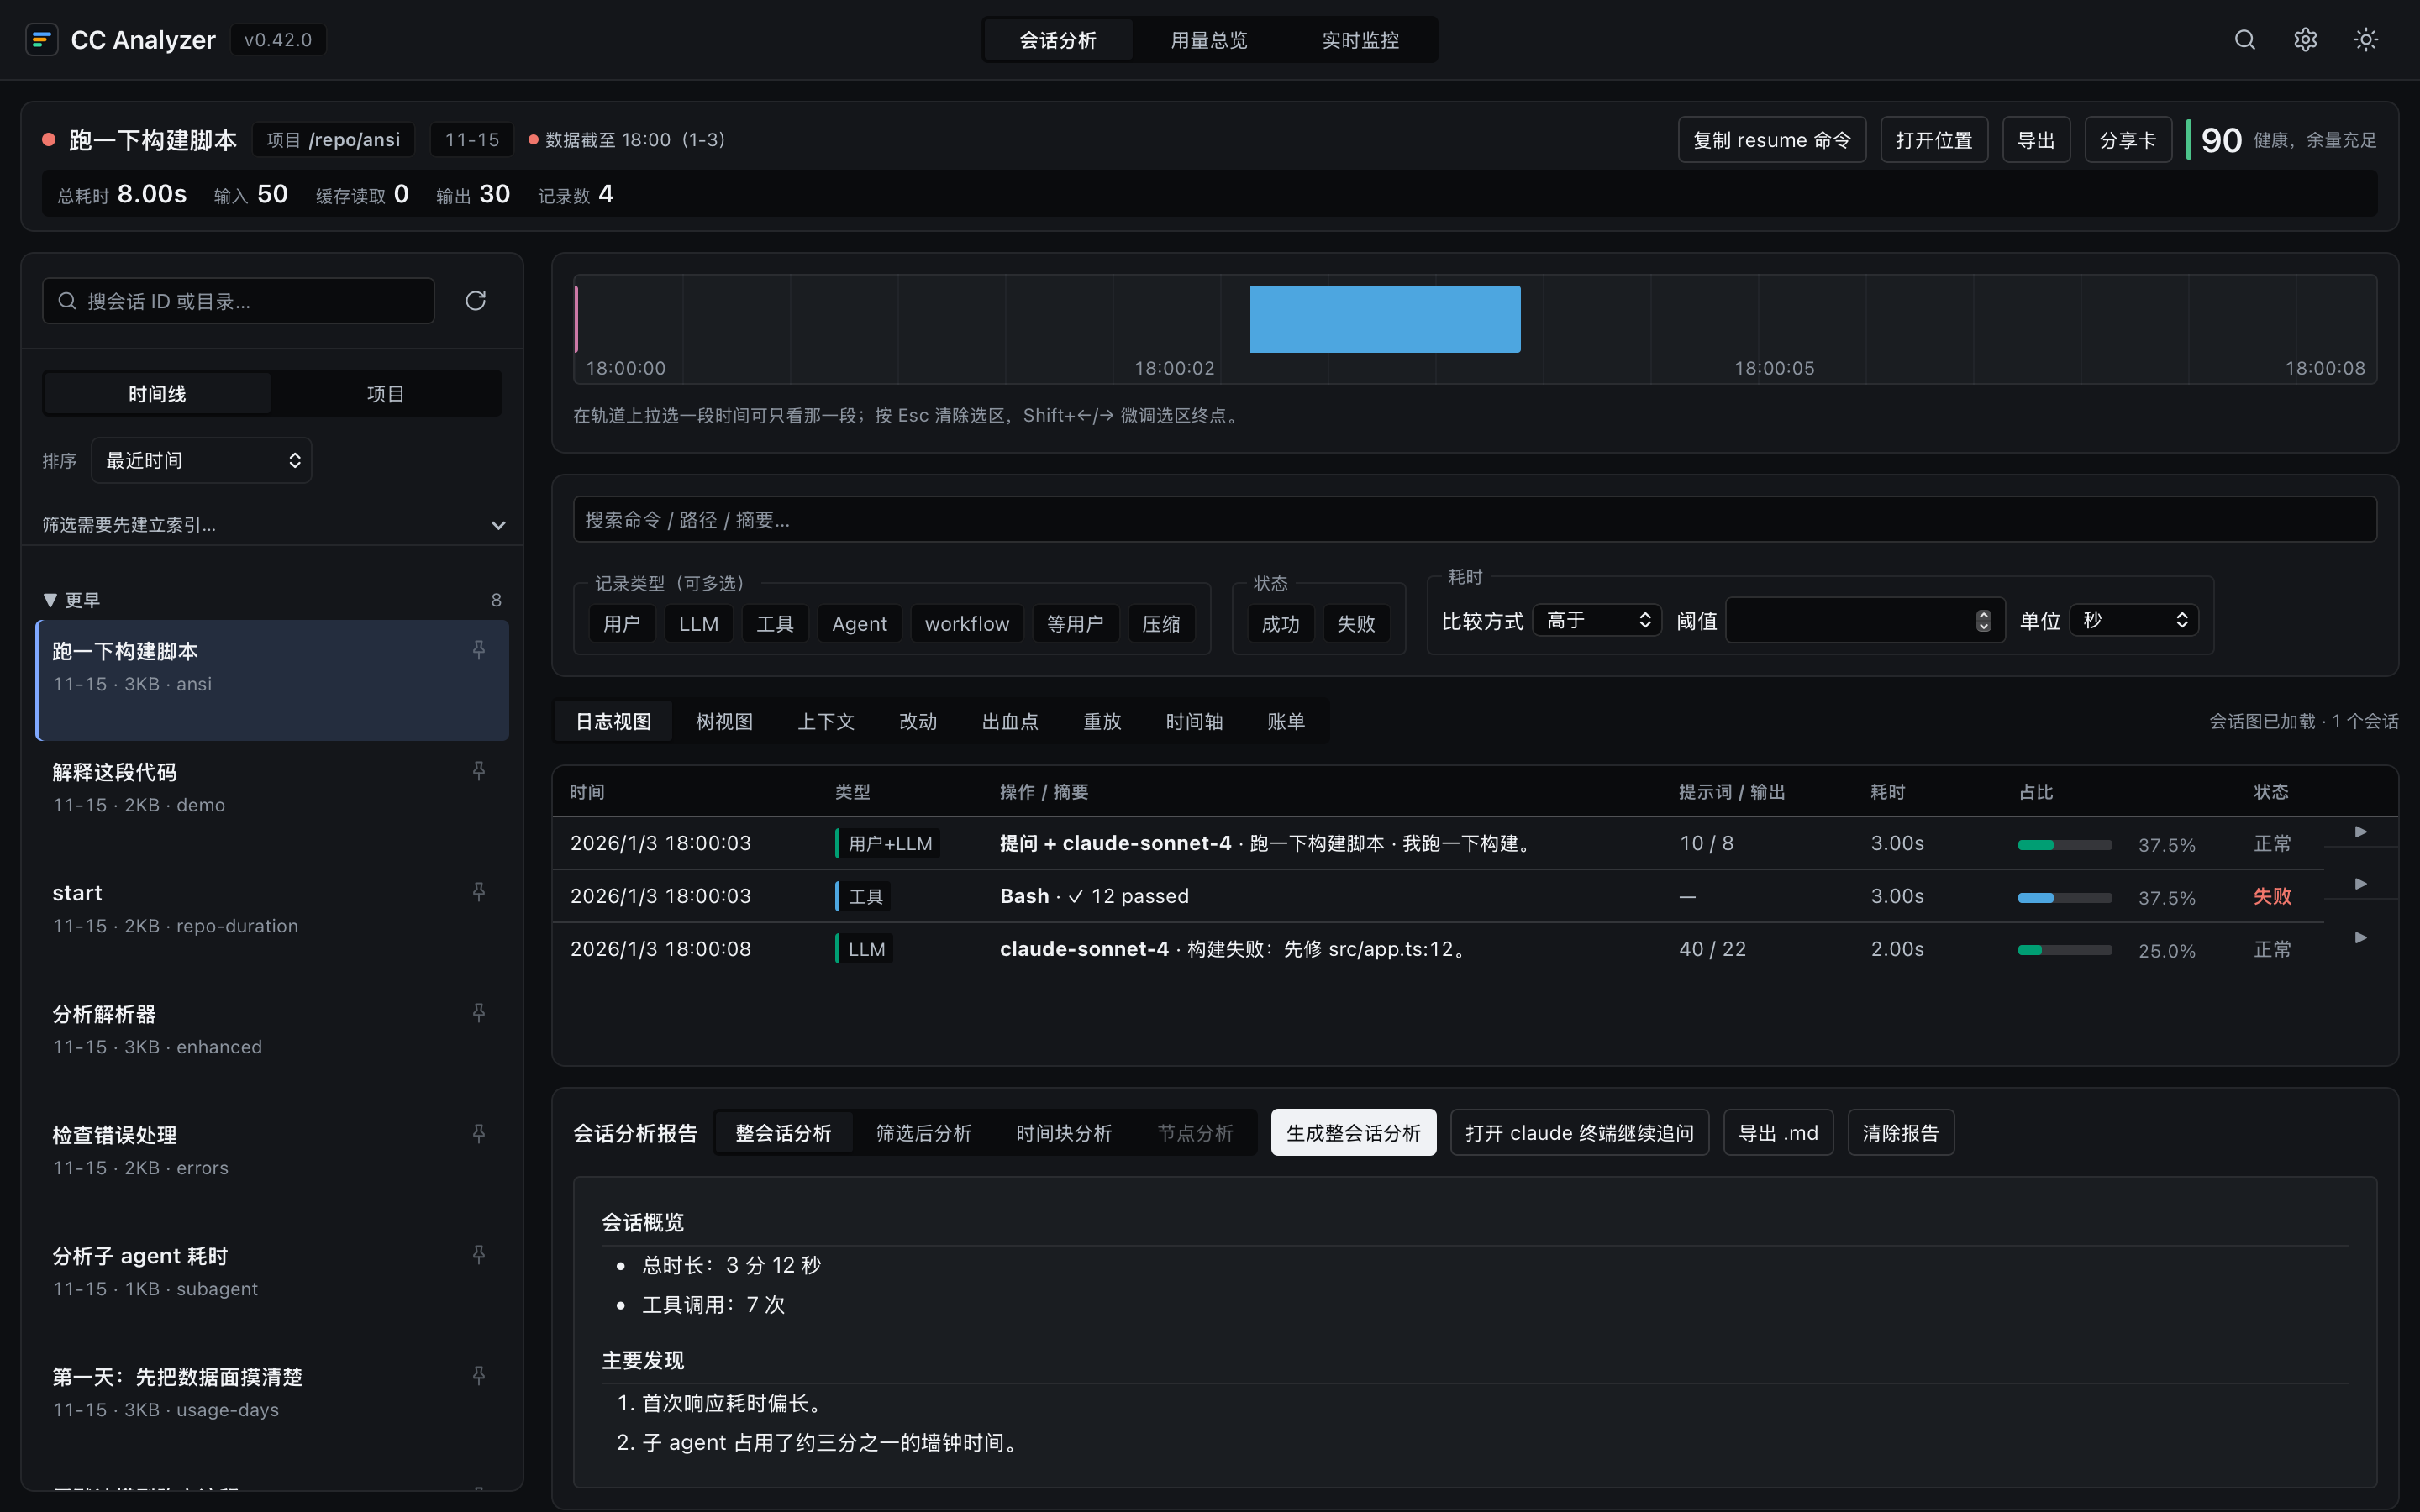 CC Analyzer v0.42.0
会话分析 用量总览 实时监控
跑一下构建脚本 项目 /repo/ansi 11-15 数据截至 18:00 (1-3)
复制 resume 命令 打开位置 导出 分享卡 90 健康，余量充足
总耗时 8.00s 输入 50 缓存读取 0 输出 30 记录数 4
搜会话 ID 或目录...
时间线 项目
排序 最近时间
筛选需要先建立索引...
▼ 更早 8
跑一下构建脚本
11-15 · 3KB · ansi
解释这段代码
11-15 · 2KB · demo
start
11-15 · 2KB · repo-duration
分析解析器
11-15 · 3KB · enhanced
检查错误处理
11-15 · 2KB · errors
分析子 agent 耗时
11-15 · 1KB · subagent
第一天：先把数据面摸清楚
11-15 · 3KB · usage-days
18:00:00 18:00:02 18:00:05 18:00:08
在轨道上拉选一段时间可只看那一段；按 Esc 清除选区，Shift+←/→ 微调选区终点。
搜索命令 / 路径 / 摘要...
记录类型（可多选） 状态 耗时
用户 LLM 工具 Agent workflow 等用户 压缩 成功 失败 比较方式 高于 阈值 单位 秒
日志视图 树视图 上下文 改动 出血点 重放 时间轴 账单 会话图已加载 · 1 个会话
时间 类型 操作 / 摘要 提示词 / 输出 耗时 占比 状态
2026/1/3 18:00:03 用户+LLM 提问 + claude-sonnet-4 · 跑一下构建脚本 · 我跑一下构建。 10 / 8 3.00s 37.5% 正常 ▶
2026/1/3 18:00:03 工具 Bash · ✓ 12 passed — 3.00s 37.5% 失败 ▶
2026/1/3 18:00:08 LLM claude-sonnet-4 · 构建失败：先修 src/app.ts:12。 40 / 22 2.00s 25.0% 正常 ▶
会话分析报告 整会话分析 筛选后分析 时间块分析 节点分析 生成整会话分析 打开 claude 终端继续追问 导出 .md 清除报告
会话概览
• 总时长：3 分 12 秒
• 工具调用：7 次
主要发现
1. 首次响应耗时偏长。
2. 子 agent 占用了约三分之一的墙钟时间。